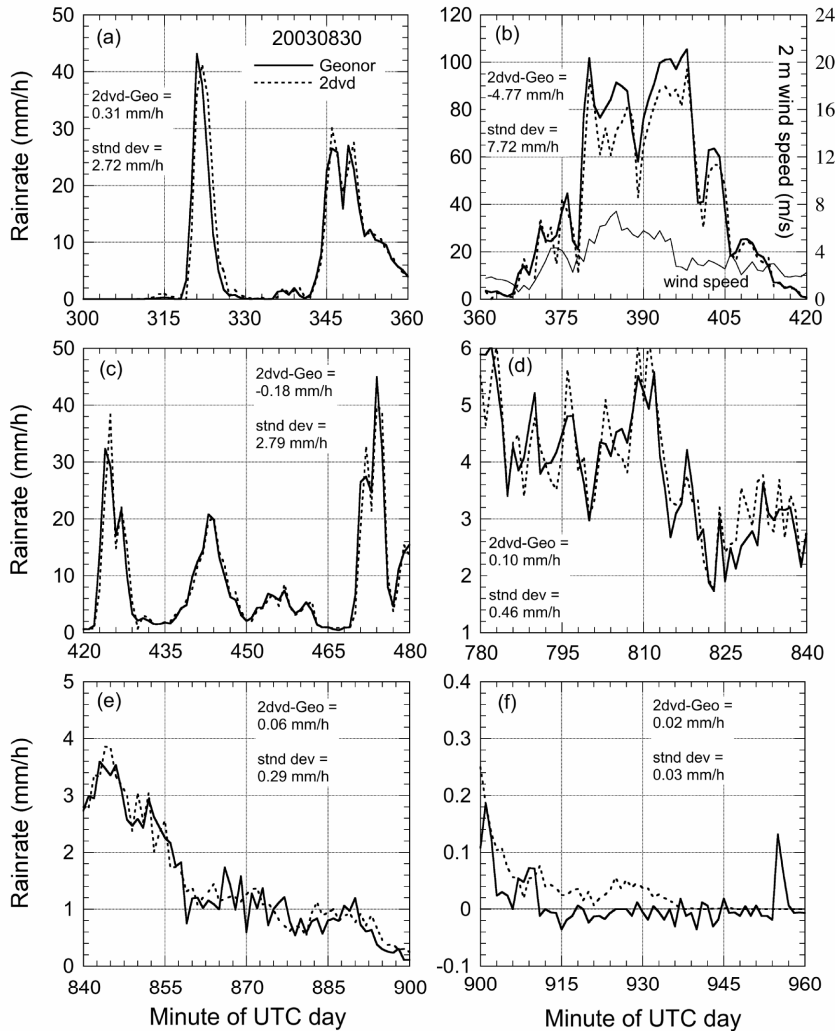 (a)
20030830
Geonor
2dvd
2dvd-Geo =
0.31 mm/h
stnd dev =
2.72 mm/h
Rainrate (mm/h)
50
40
30
20
10
0
300
315
330
345
360
(b)
2dvd-Geo =
-4.77 mm/h
stnd dev =
7.72 mm/h
wind speed
120
100
80
60
40
20
0
24
20
16
12
8
4
0
2 m wind speed (m/s)
360
375
390
405
420
(c)
2dvd-Geo =
-0.18 mm/h
stnd dev =
2.79 mm/h
Rainrate (mm/h)
50
40
30
20
10
0
420
435
450
465
480
(d)
2dvd-Geo =
0.10 mm/h
stnd dev =
0.46 mm/h
6
5
4
3
2
1
780
795
810
825
840
(e)
2dvd-Geo =
0.06 mm/h
stnd dev =
0.29 mm/h
Rainrate (mm/h)
5
4
3
2
1
0
840
855
870
885
900
Minute of UTC day
(f)
2dvd-Geo =
0.02 mm/h
stnd dev =
0.03 mm/h
0.4
0.3
0.2
0.1
0
-0.1
900
915
930
945
960
Minute of UTC day